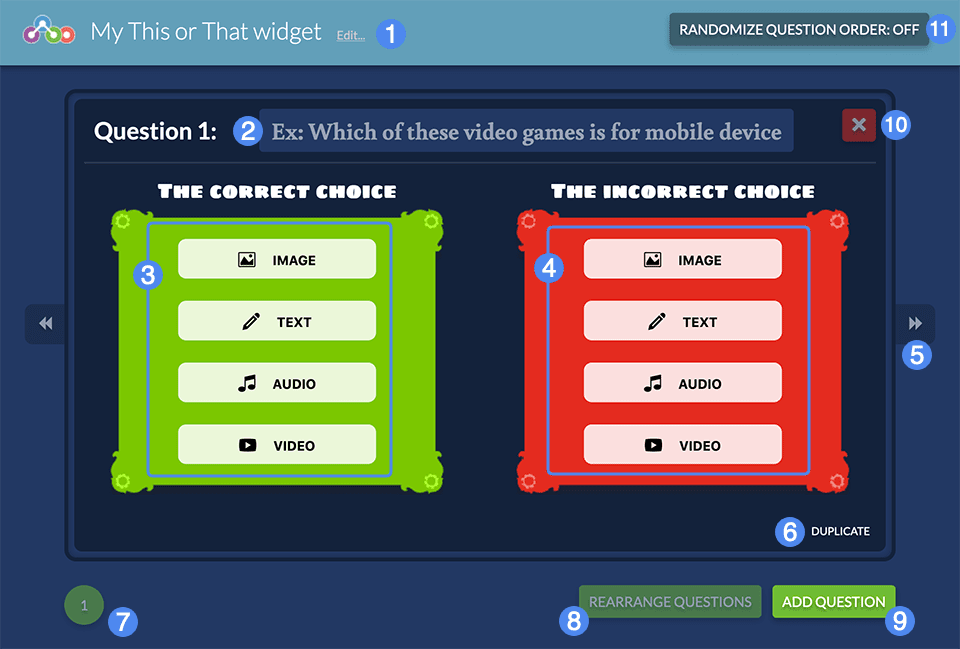 My This or That widget Edit... 1
RANDOMIZE QUESTION ORDER: OFF 11
Question 1: 2 Ex: Which of these video games is for mobile device
10
THE CORRECT CHOICE
THE INCORRECT CHOICE
3
IMAGE
TEXT
AUDIO
VIDEO
4
IMAGE
TEXT
AUDIO
VIDEO
5
6 DUPLICATE
1 7
8 REARRANGE QUESTIONS
ADD QUESTION 9